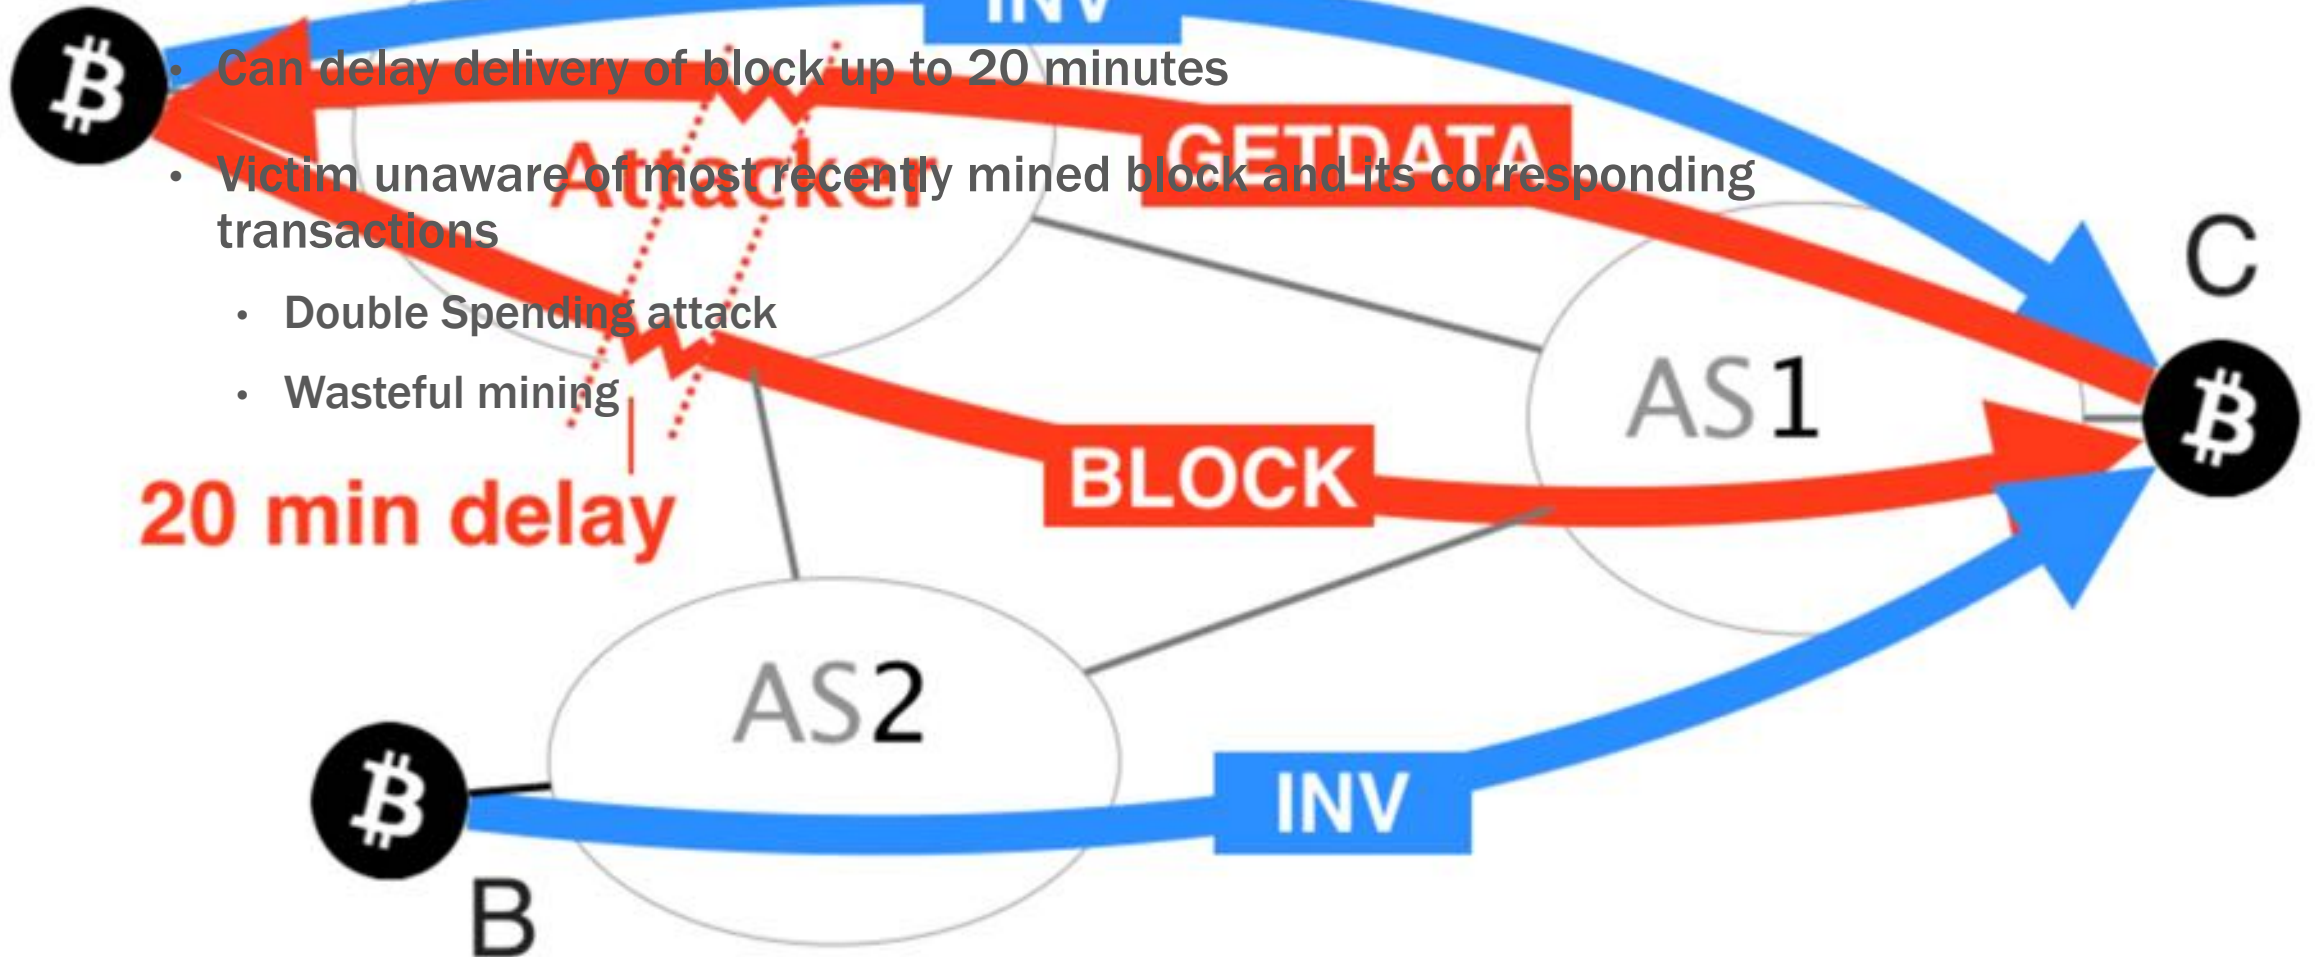 INV
• Can delay delivery of block up to 20 minutes
GETDATA
Attacker
• Victim unaware of most recently mined block and its corresponding
transactions
C
• Double Spending attack
• Wasteful mining
AS1
BLOCK
20 min delay
AS2
INV
B